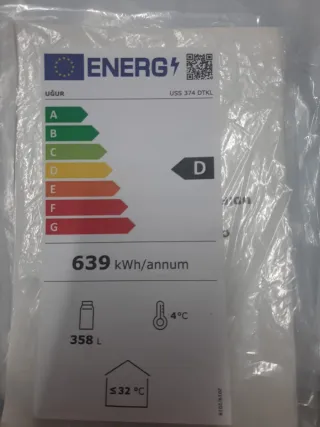 ENERG
UĞUR USS 374 DTKL
A
B
C
D
E
F
G
D
639 kWh/annum
4°C
358 L
≤32 °C